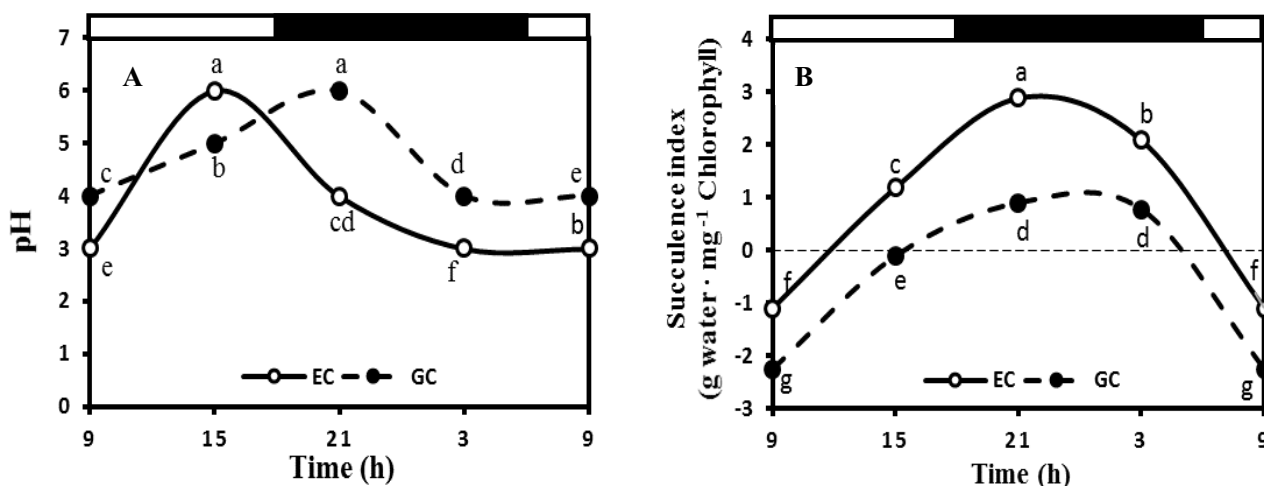 A
pH
7
6
5
4
3
2
1
0
a
a
c
b
d
e
e
cd
f
b
EC
GC
9
15
21
3
9
Time (h)
B
Succulence index
(g water · mg⁻¹ Chlorophyll)
4
3
2
1
0
-1
-2
-3
a
b
c
d
d
e
f
f
g
g
EC
GC
9
15
21
3
9
Time (h)